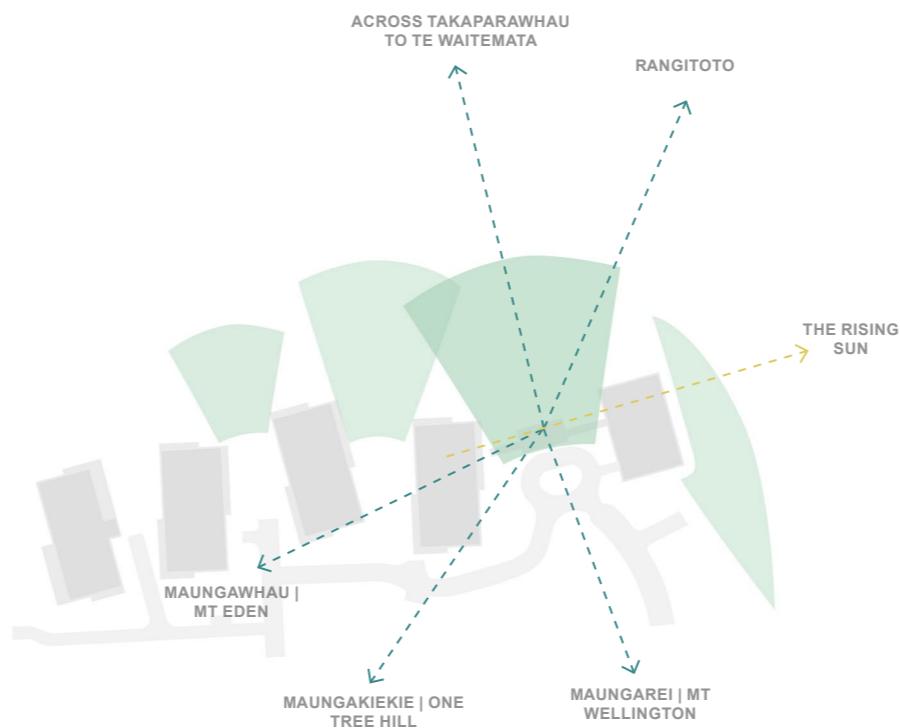 ACROSS TAKAPARAWHAU
TO TE WAITEMATA
RANGITOTO
THE RISING
SUN
MAUNGAWHAU |
MT EDEN
MAUNGAKIEKIE | ONE
TREE HILL
MAUNGAREI | MT
WELLINGTON